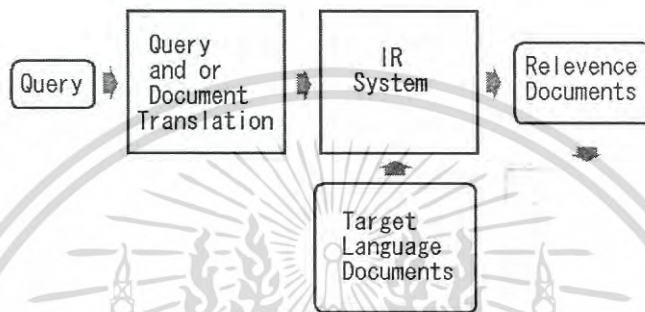 Query
Query
and or
Document
Translation
IR
System
Relevence
Documents
Target
Language
Documents